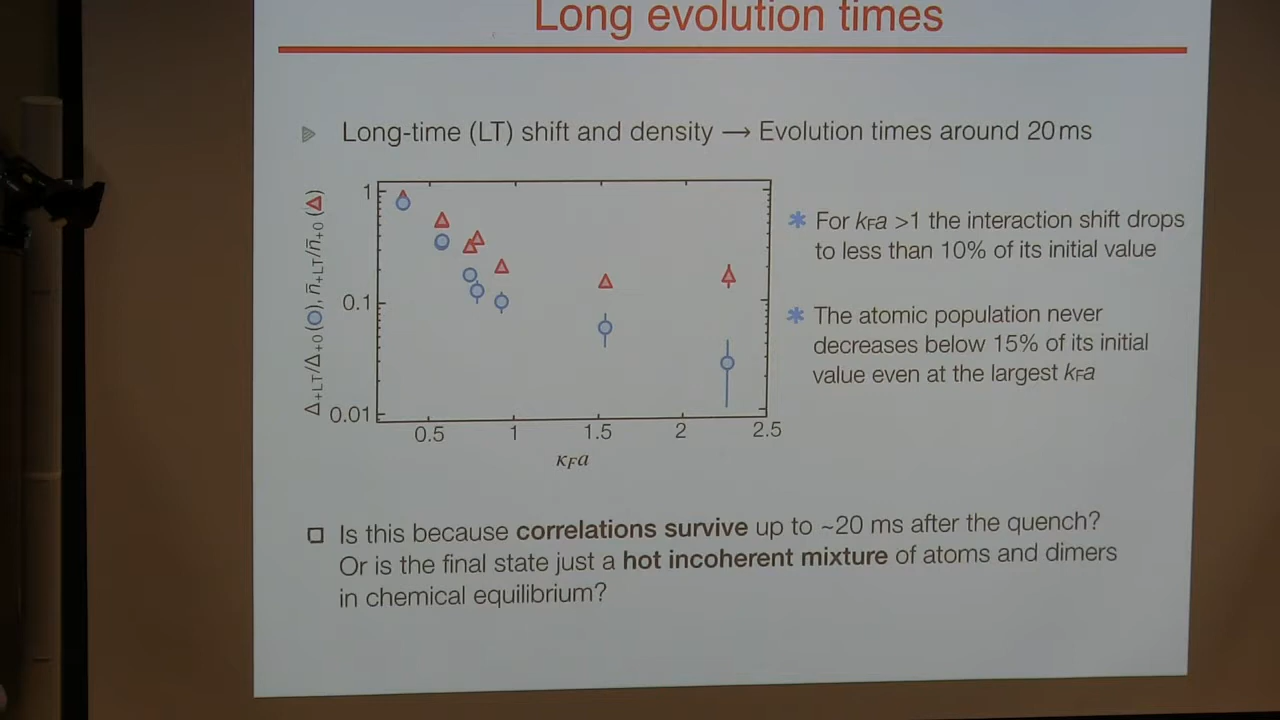 Long evolution times
Long-time (LT) shift and density → Evolution times around 20 ms
Δ+LT/Δ+0 (○), n̄+LT/n̄+0 (△)
1
0.1
0.01
0.5 1 1.5 2 2.5
κFa
* For kFa >1 the interaction shift drops
to less than 10% of its initial value
* The atomic population never
decreases below 15% of its initial
value even at the largest kFa
Is this because correlations survive up to ~20 ms after the quench?
Or is the final state just a hot incoherent mixture of atoms and dimers
in chemical equilibrium?